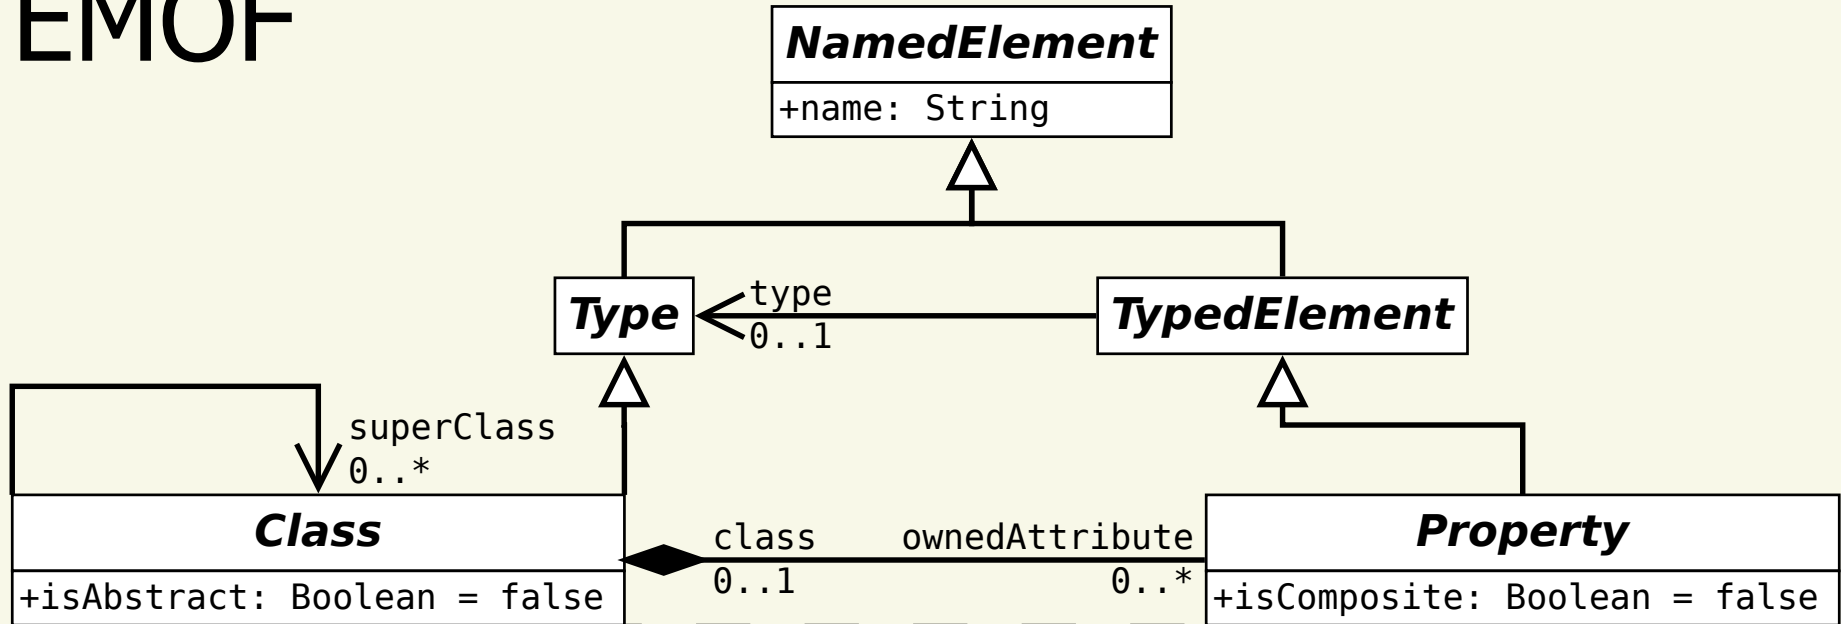 EMOF
NamedElement
+name: String
type
0..1
Type
TypedElement
superClass
0..*
Class
+isAbstract: Boolean = false
class
0..1
ownedAttribute
0..*
Property
+isComposite: Boolean = false